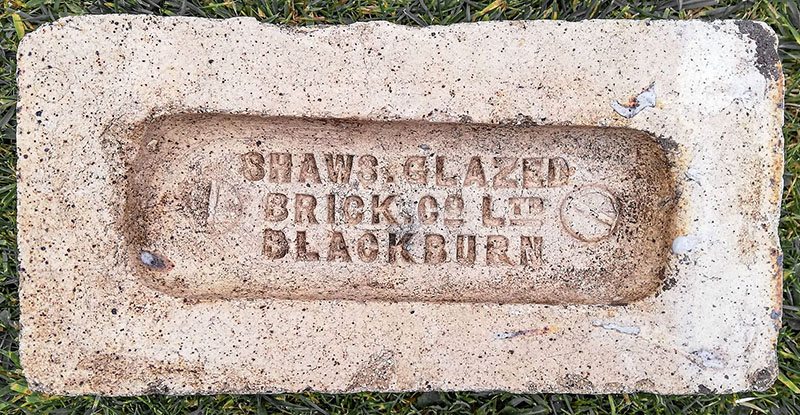 SHAWS. GLAZED
BRICK. Co LTD
BLACKBURN